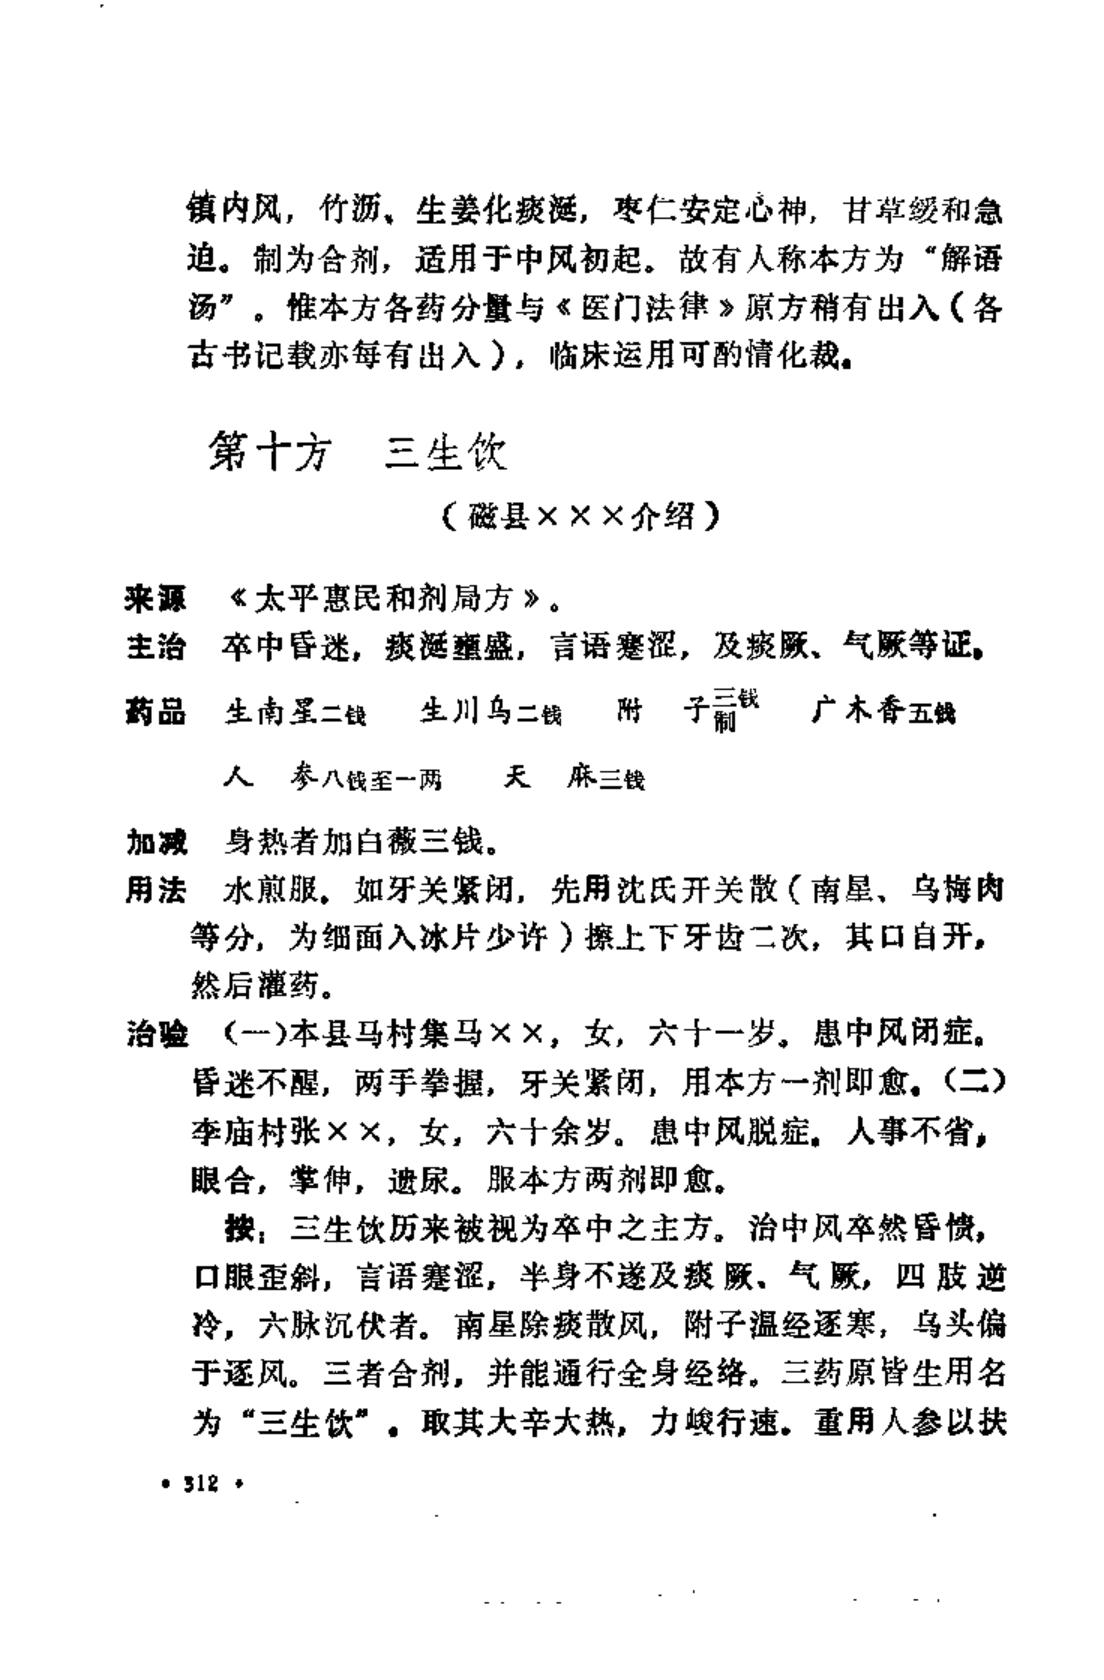 镇内风，竹沥、生姜化痰涎，枣仁安定心神，甘草缓和急
迫。制为合剂，适用于中风初起。故有人称本方为“解语
汤”。惟本方各药分量与《医门法律》原方稍有出入（各
古书记载亦每有出入），临床运用可酌情化裁。
第十方　三生饮
（磁县×××介绍）
来源　《太平惠民和剂局方》。
主治　卒中昏迷，痰涎壅盛，言语蹇涩，及痰厥、气厥等证。
药品　生南星二钱　生川乌二钱　附　子三钱制　广木香五钱
人　参八钱至一两　天　麻三钱
加减　身热者加白薇三钱。
用法　水煎服。如牙关紧闭，先用沈氏开关散（南星、乌梅肉
等分，为细面入冰片少许）擦上下牙齿二次，其口自开。
然后灌药。
治验　（一）本县马村集马××，女，六十一岁。患中风闭症。
昏迷不醒，两手拳握，牙关紧闭，用本方一剂即愈。（二）
李庙村张××，女，六十余岁。患中风脱症。人事不省，
眼合，掌伸，遗尿。服本方两剂即愈。
按：三生饮历来被视为卒中之主方。治中风卒然昏愦，
口眼歪斜，言语蹇涩，半身不遂及痰厥、气厥，四肢逆
冷，六脉沉伏者。南星除痰散风，附子温经逐寒，乌头偏
于逐风。三者合剂，并能通行全身经络。三药原皆生用名
为“三生饮”。取其大辛大热，力峻行速。重用人参以扶
• 312 •